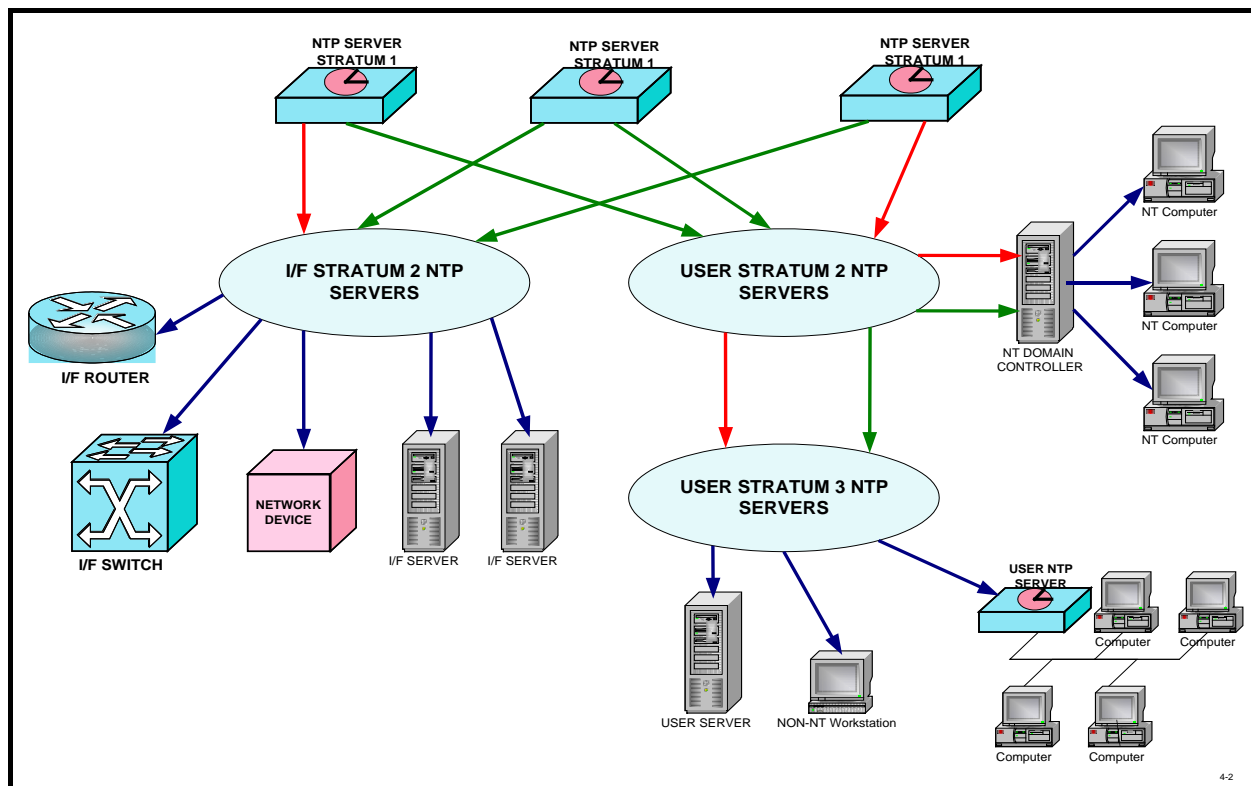 NTP SERVER
STRATUM 1
NTP SERVER
STRATUM 1
NTP SERVER
STRATUM 1
NT Computer
I/F STRATUM 2 NTP
SERVERS
USER STRATUM 2 NTP
SERVERS
NT Computer
NT DOMAIN
CONTROLLER
I/F ROUTER
NT Computer
USER STRATUM 3 NTP
SERVERS
NETWORK
DEVICE
I/F SWITCH
I/F SERVER
I/F SERVER
USER NTP
SERVER
Computer
Computer
USER SERVER
NON-NT Workstation
Computer
Computer
4-2